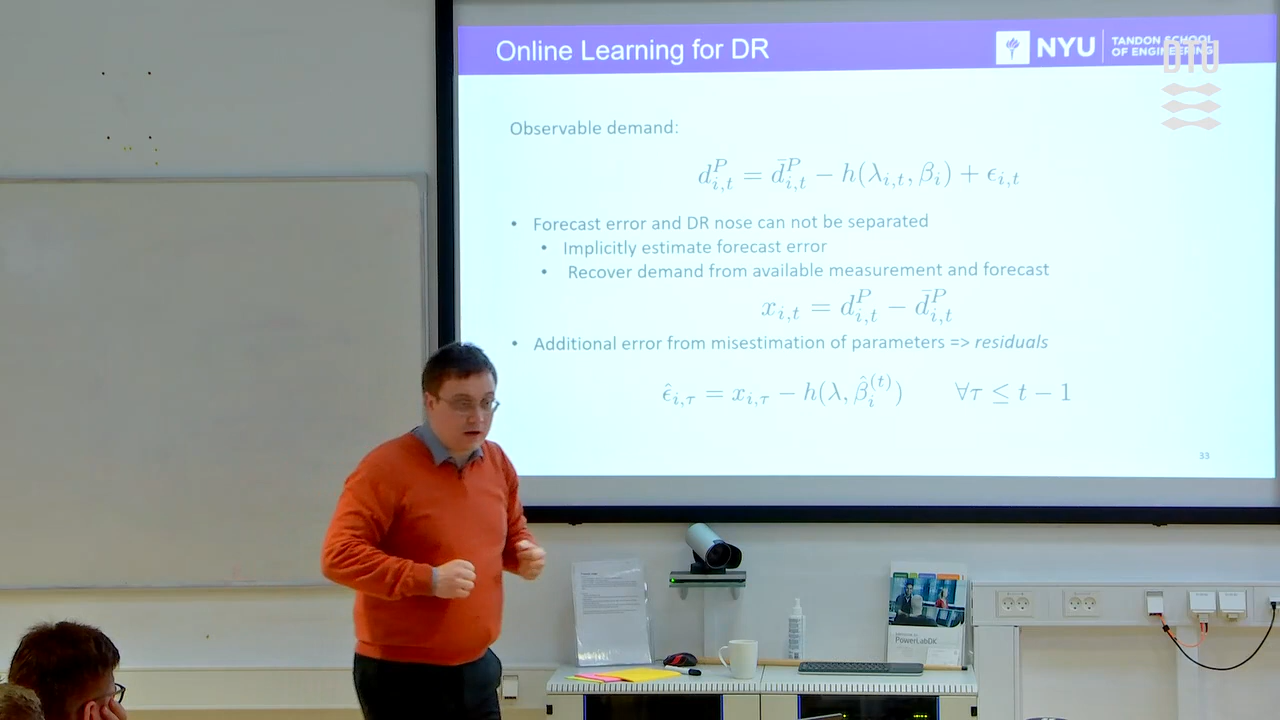 Online Learning for DR
NYU
TANDON SCHOOL
OF ENGINEERING
DTU
Observable demand:
d^P_{i,t} = \bar{d}^P_{i,t} − h(λ_{i,t}, β_i) + ϵ_{i,t}
• Forecast error and DR nose can not be separated
• Implicitly estimate forecast error
• Recover demand from available measurement and forecast
x_{i,t} = d^P_{i,t} − \bar{d}^P_{i,t}
• Additional error from misestimation of parameters => residuals
\hat{ϵ}_{i,τ} = x_{i,τ} − h(λ, \hat{β}_i^{(t)}) ∀τ ≤ t − 1
33
PowerLabDK